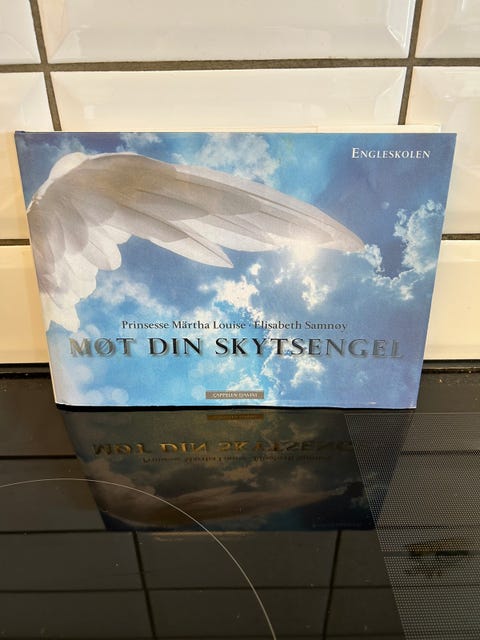 ENGLESKOLEN
Prinsesse Märtha Louise · Elisabeth Samnøy
MØT DIN SKYTSENGEL
CAPPELEN DAMM